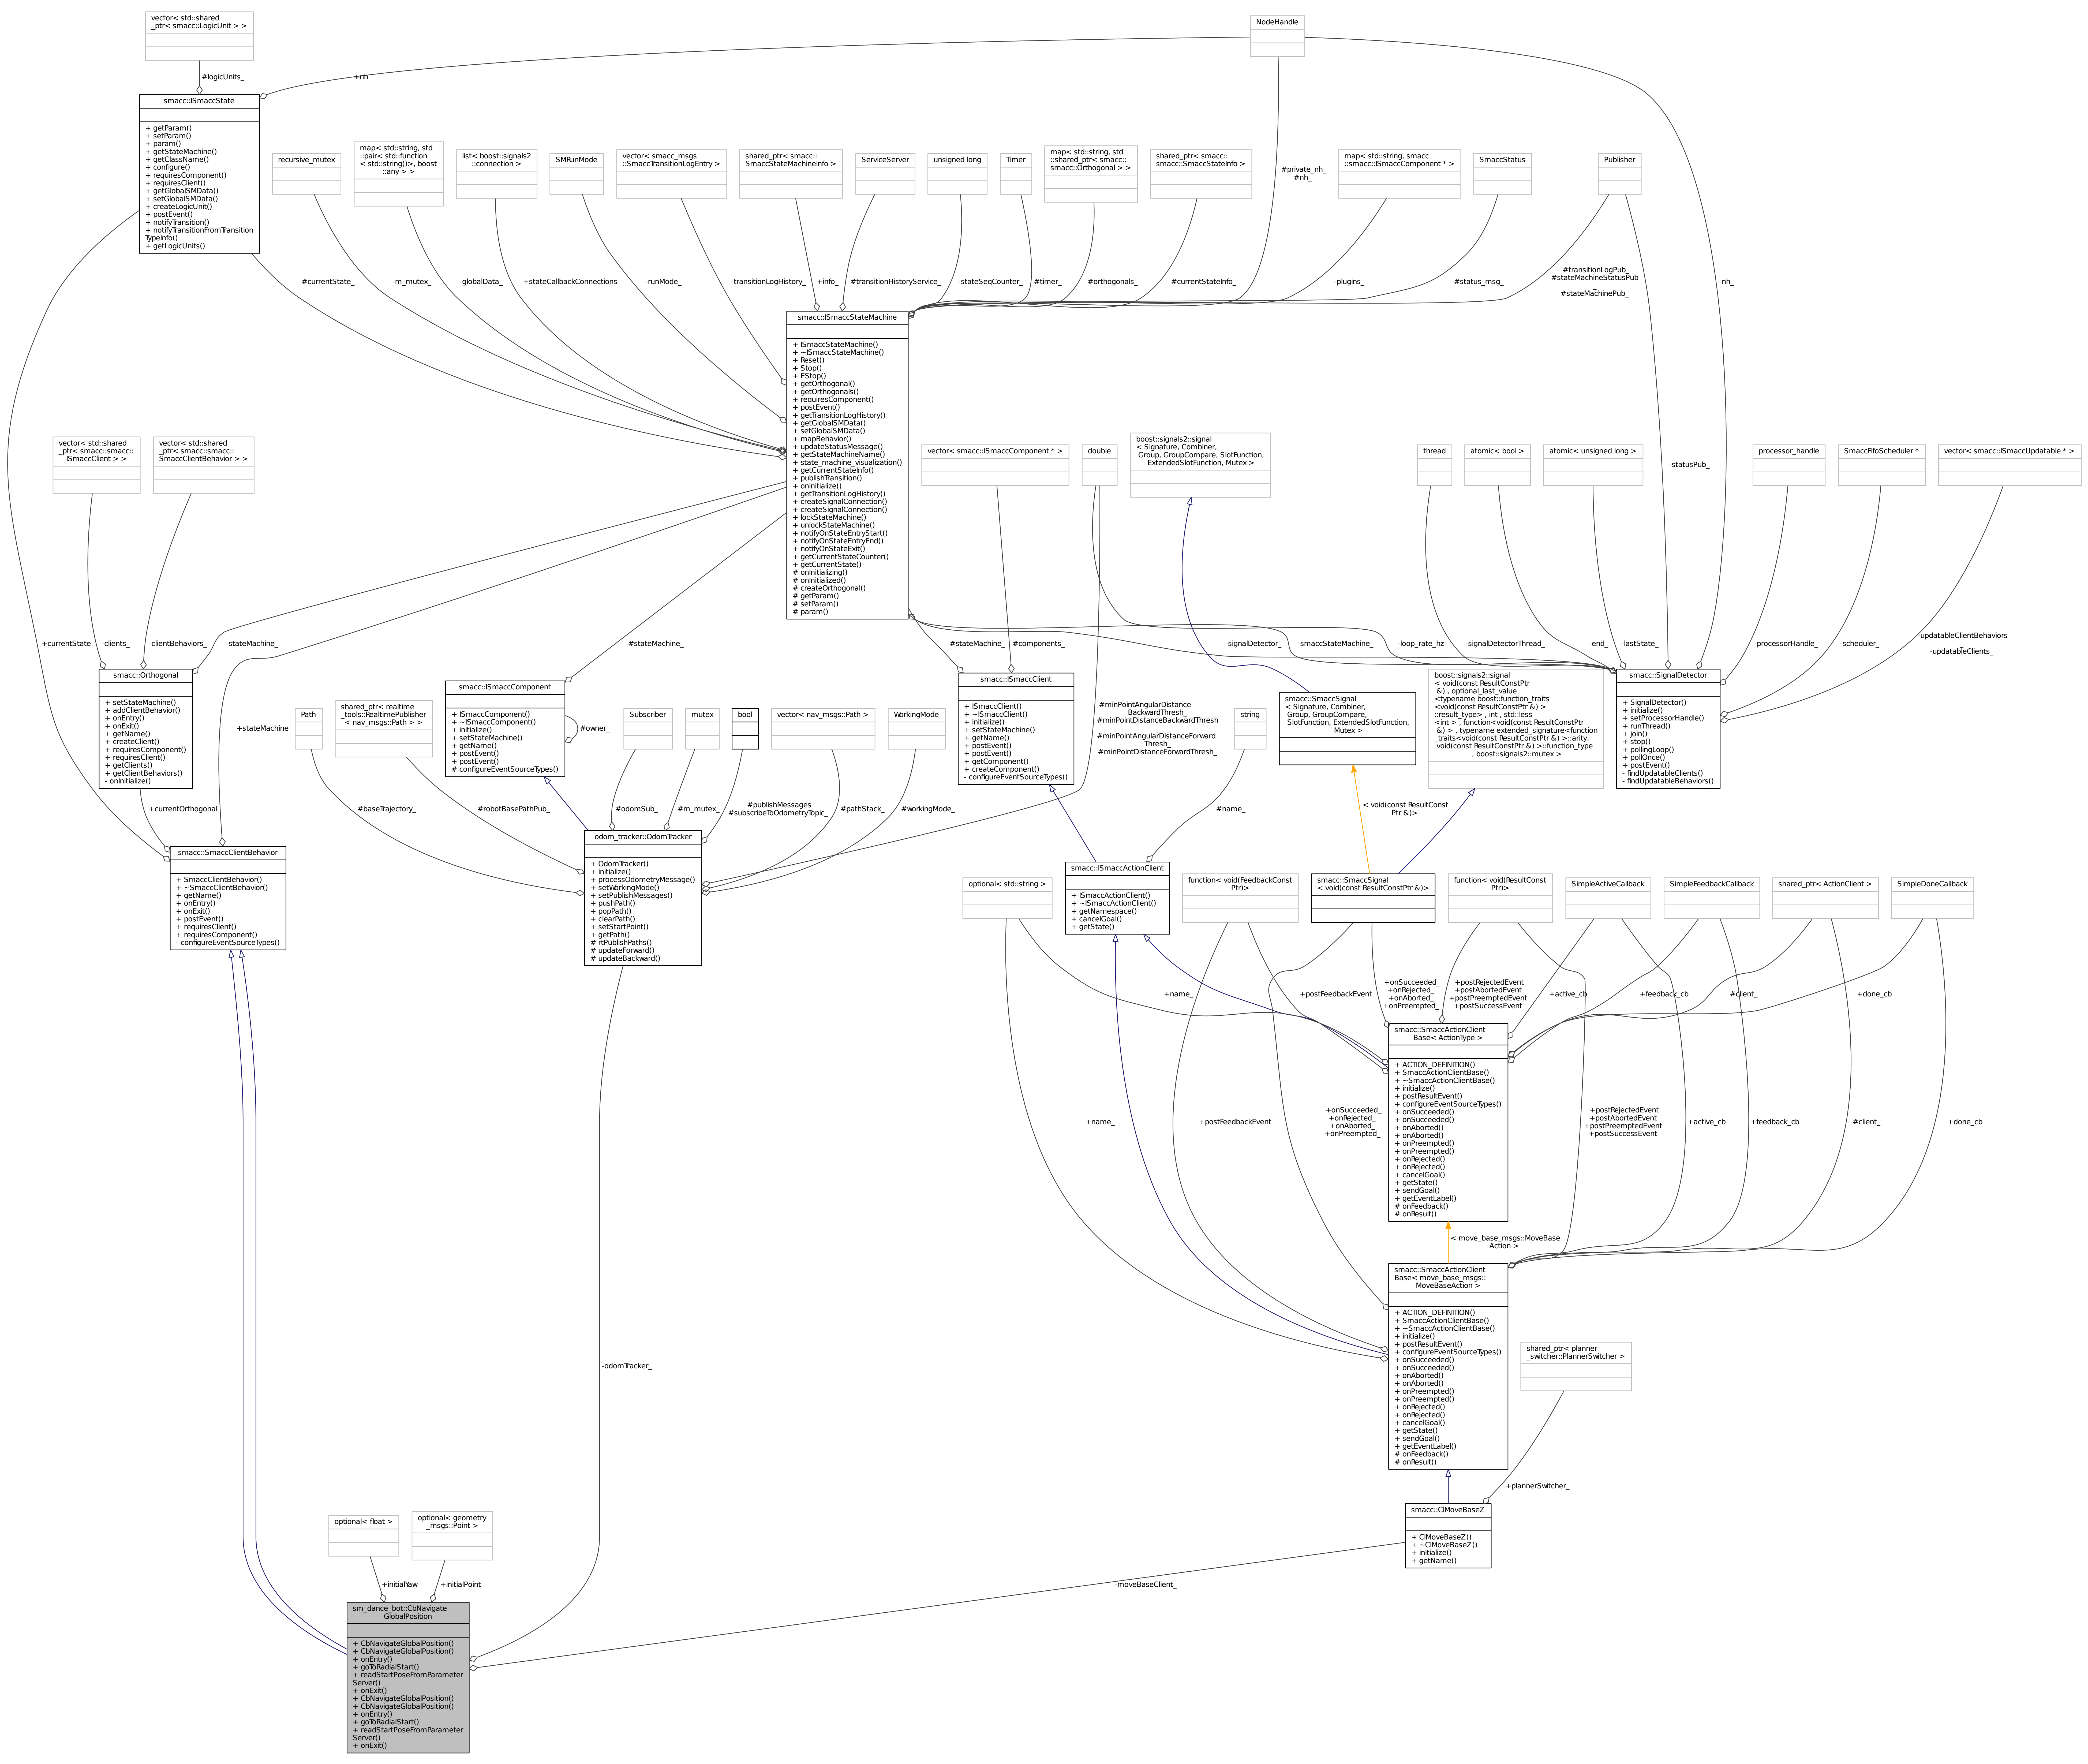 vector< std::shared
_ptr< smacc::LogicUnit > >
NodeHandle
#logicUnits_
+nh
smacc::ISmaccState
+ getParam()
+ setParam()
+ param()
+ getStateMachine()
+ getClassName()
+ configure()
+ requiresComponent()
+ requiresClient()
+ getGlobalSMData()
+ setGlobalSMData()
+ createLogicUnit()
+ postEvent()
+ notifyTransition()
+ notifyTransitionFromTransition
TypeInfo()
+ getLogicUnits()
recursive_mutex
map< std::string, std
::pair< std::function
< std::string()>, boost
::any > >
list< boost::signals2
::connection >
SMRunMode
vector< smacc_msgs
::SmaccTransitionLogEntry >
shared_ptr< smacc::
SmaccStateMachineInfo >
ServiceServer
unsigned long
Timer
map< std::string, std
::shared_ptr< smacc::
smacc::Orthogonal > >
shared_ptr< smacc::
smacc::SmaccStateInfo >
#private_nh_
#nh_
map< std::string, smacc
::smacc::ISmaccComponent * >
SmaccStatus
Publisher
#currentState_
-m_mutex_
-globalData_
+stateCallbackConnections
-runMode_
-transitionLogHistory_
+info_
#transitionHistoryService_
-stateSeqCounter_
#timer_
#orthogonals_
#currentStateInfo_
-plugins_
#status_msg_
#transitionLogPub_
#stateMachineStatusPub
_
#stateMachinePub_
-nh_
smacc::ISmaccStateMachine
+ ISmaccStateMachine()
+ ~ISmaccStateMachine()
+ Reset()
+ Stop()
+ EStop()
+ getOrthogonal()
+ getOrthogonals()
+ requiresComponent()
+ postEvent()
+ getTransitionLogHistory()
+ getGlobalSMData()
+ setGlobalSMData()
+ mapBehavior()
+ updateStatusMessage()
+ getStateMachineName()
+ state_machine_visualization()
+ getCurrentStateInfo()
+ publishTransition()
+ onInitialize()
+ getTransitionLogHistory()
+ createSignalConnection()
+ createSignalConnection()
+ lockStateMachine()
+ unlockStateMachine()
+ notifyOnStateEntryStart()
+ notifyOnStateEntryEnd()
+ notifyOnStateExit()
+ getCurrentStateCounter()
+ getCurrentState()
# onInitializing()
# onInitialized()
# createOrthogonal()
# getParam()
# setParam()
# param()
vector< std::shared
_ptr< smacc::smacc::
ISmaccClient > >
vector< std::shared
_ptr< smacc::smacc::
SmaccClientBehavior > >
vector< smacc::ISmaccComponent * >
double
boost::signals2::signal
< Signature, Combiner,
Group, GroupCompare, SlotFunction,
ExtendedSlotFunction, Mutex >
thread
atomic< bool >
atomic< unsigned long >
-statusPub_
processor_handle
SmaccFifoScheduler *
vector< smacc::ISmaccUpdatable * >
+currentState
-clients_
-clientBehaviors_
-stateMachine_
#stateMachine_
#stateMachine_
#components_
-signalDetector_
-smaccStateMachine_
-loop_rate_hz
-signalDetectorThread_
-end_
-lastState_
-processorHandle_
-scheduler_
-updatableClientBehaviors
_
-updatableClients_
smacc::Orthogonal
+ setStateMachine()
+ addClientBehavior()
+ onEntry()
+ onExit()
+ getName()
+ createClient()
+ requiresComponent()
+ requiresClient()
+ getClients()
+ getClientBehaviors()
- onInitialize()
+stateMachine
Path
shared_ptr< realtime
_tools::RealtimePublisher
< nav_msgs::Path > >
smacc::ISmaccComponent
+ ISmaccComponent()
+ ~ISmaccComponent()
+ initialize()
+ setStateMachine()
+ getName()
+ postEvent()
+ postEvent()
# configureEventSourceTypes()
#owner_
Subscriber
mutex
bool
vector< nav_msgs::Path >
WorkingMode
smacc::ISmaccClient
+ ISmaccClient()
+ ~ISmaccClient()
+ initialize()
+ setStateMachine()
+ getName()
+ postEvent()
+ postEvent()
+ getComponent()
+ createComponent()
- configureEventSourceTypes()
#minPointAngularDistance
BackwardThresh_
#minPointDistanceBackwardThresh
_
#minPointAngularDistanceForward
Thresh_
#minPointDistanceForwardThresh_
string
smacc::SmaccSignal
< Signature, Combiner,
Group, GroupCompare,
SlotFunction, ExtendedSlotFunction,
Mutex >
boost::signals2::signal
< void(const ResultConstPtr
&) , optional_last_value
<typename boost::function_traits
<void(const ResultConstPtr &) >
::result_type> , int , std::less
<int > , function<void(const ResultConstPtr
&) > , typename extended_signature<function
_traits<void(const ResultConstPtr &) >::arity,
void(const ResultConstPtr &) >::function_type
, boost::signals2::mutex >
smacc::SignalDetector
+ SignalDetector()
+ initialize()
+ setProcessorHandle()
+ runThread()
+ join()
+ stop()
+ pollingLoop()
+ pollOnce()
+ postEvent()
- findUpdatableClients()
- findUpdatableBehaviors()
+currentOrthogonal
#baseTrajectory_
#robotBasePathPub_
#odomSub_
#m_mutex_
#publishMessages
#subscribeToOdometryTopic_
#pathStack_
#workingMode_
#name_
< void(const ResultConst
Ptr &)>
smacc::SmaccClientBehavior
+ SmaccClientBehavior()
+ ~SmaccClientBehavior()
+ getName()
+ onEntry()
+ onExit()
+ postEvent()
+ requiresClient()
+ requiresComponent()
- configureEventSourceTypes()
odom_tracker::OdomTracker
+ OdomTracker()
+ initialize()
+ processOdometryMessage()
+ setWorkingMode()
+ setPublishMessages()
+ pushPath()
+ popPath()
+ clearPath()
+ setStartPoint()
+ getPath()
# rtPublishPaths()
# updateForward()
# updateBackward()
optional< std::string >
smacc::ISmaccActionClient
+ ISmaccActionClient()
+ ~ISmaccActionClient()
+ getNamespace()
+ cancelGoal()
+ getState()
function< void(FeedbackConst
Ptr)>
smacc::SmaccSignal
< void(const ResultConstPtr &)>
function< void(ResultConst
Ptr)>
SimpleActiveCallback
SimpleFeedbackCallback
shared_ptr< ActionClient >
SimpleDoneCallback
+name_
+postFeedbackEvent
+onSucceeded_
+onRejected_
+onAborted_
+onPreempted_
+postRejectedEvent
+postAbortedEvent
+postPreemptedEvent
+postSuccessEvent
+active_cb
+feedback_cb
#client_
+done_cb
smacc::SmaccActionClient
Base< ActionType >
+ ACTION_DEFINITION()
+ SmaccActionClientBase()
+ ~SmaccActionClientBase()
+ initialize()
+ postResultEvent()
+ configureEventSourceTypes()
+ onSucceeded()
+ onSucceeded()
+ onAborted()
+ onAborted()
+ onPreempted()
+ onPreempted()
+ onRejected()
+ onRejected()
+ cancelGoal()
+ getState()
+ sendGoal()
+ getEventLabel()
# onFeedback()
# onResult()
+name_
+postFeedbackEvent
+onSucceeded_
+onRejected_
+onAborted_
+onPreempted_
+postRejectedEvent
+postAbortedEvent
+postPreemptedEvent
+postSuccessEvent
+active_cb
+feedback_cb
#client_
+done_cb
< move_base_msgs::MoveBase
Action >
smacc::SmaccActionClient
Base< move_base_msgs::
MoveBaseAction >
+ ACTION_DEFINITION()
+ SmaccActionClientBase()
+ ~SmaccActionClientBase()
+ initialize()
+ postResultEvent()
+ configureEventSourceTypes()
+ onSucceeded()
+ onSucceeded()
+ onAborted()
+ onAborted()
+ onPreempted()
+ onPreempted()
+ onRejected()
+ onRejected()
+ cancelGoal()
+ getState()
+ sendGoal()
+ getEventLabel()
# onFeedback()
# onResult()
-odomTracker_
shared_ptr< planner
_switcher::PlannerSwitcher >
+plannerSwitcher_
smacc::ClMoveBaseZ
+ ClMoveBaseZ()
+ ~ClMoveBaseZ()
+ initialize()
+ getName()
optional< float >
optional< geometry
_msgs::Point >
+initialYaw
+initialPoint
-moveBaseClient_
sm_dance_bot::CbNavigate
GlobalPosition
+ CbNavigateGlobalPosition()
+ CbNavigateGlobalPosition()
+ onEntry()
+ goToRadialStart()
+ readStartPoseFromParameter
Server()
+ onExit()
+ CbNavigateGlobalPosition()
+ CbNavigateGlobalPosition()
+ onEntry()
+ goToRadialStart()
+ readStartPoseFromParameter
Server()
+ onExit()